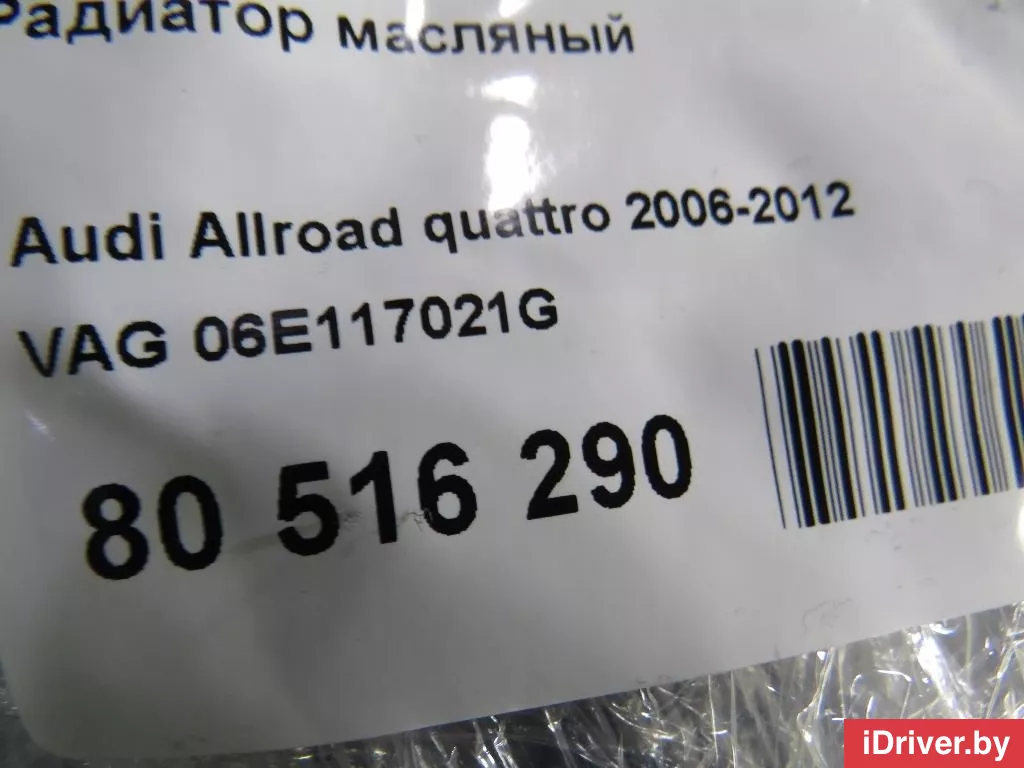 Радиатор масляный
Audi Allroad quattro 2006-2012
VAG 06E117021G
80 516 290
iDriver.by